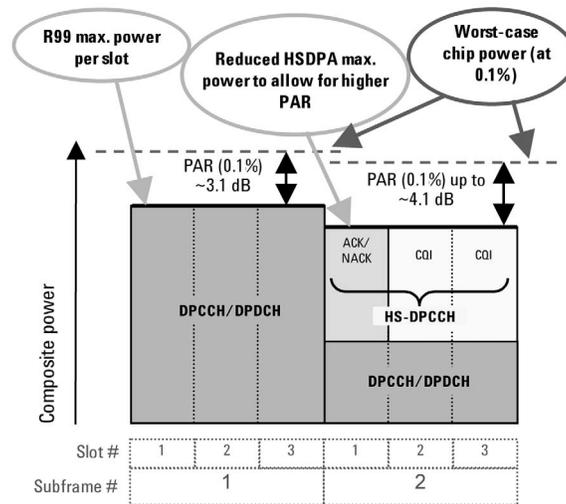 R99 max. power
per slot
Reduced HSDPA max.
power to allow for higher
PAR
Worst-case
chip power (at
0.1%)
PAR (0.1%)
~3.1 dB
PAR (0.1%) up to
~4.1 dB
ACK/
NACK
CQI
CQI
HS-DPCCH
DPCCH/DPDCH
DPCCH/DPDCH
Composite power
Slot # 1 2 3 1 2 3
Subframe # 1 2